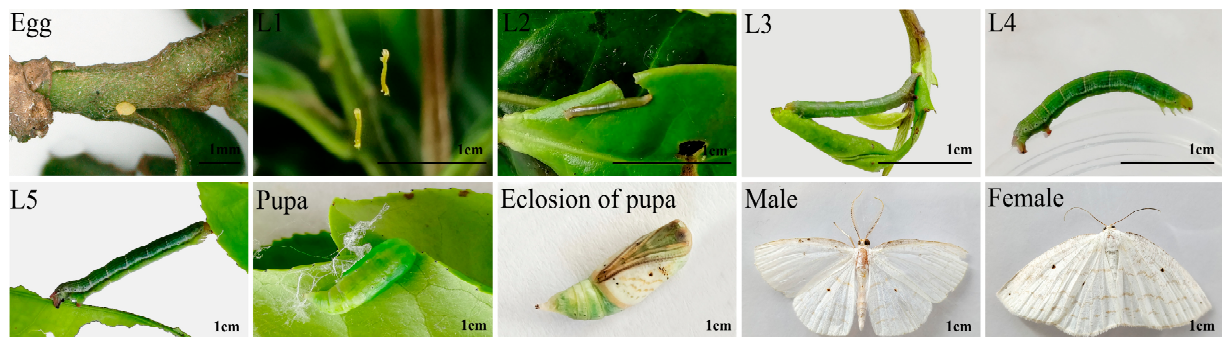 Egg
1mm
L1
1cm
L2
1cm
L3
1cm
L4
1cm
L5
1cm
Pupa
1cm
Eclosion of pupa
1cm
Male
1cm
Female
1cm